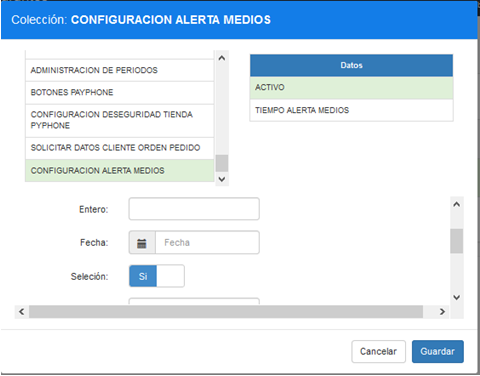 Colección: CONFIGURACION ALERTA MEDIOS
ADMINISTRACION DE PERIODOS
BOTONES PAYPHONE
CONFIGURACION DESEGURIDAD TIENDA
PYPHONE
SOLICITAR DATOS CLIENTE ORDEN PEDIDO
CONFIGURACION ALERTA MEDIOS
Datos
ACTIVO
TIEMPO ALERTA MEDIOS
Entero:
Fecha: Fecha
Seleción: Si
Cancelar Guardar